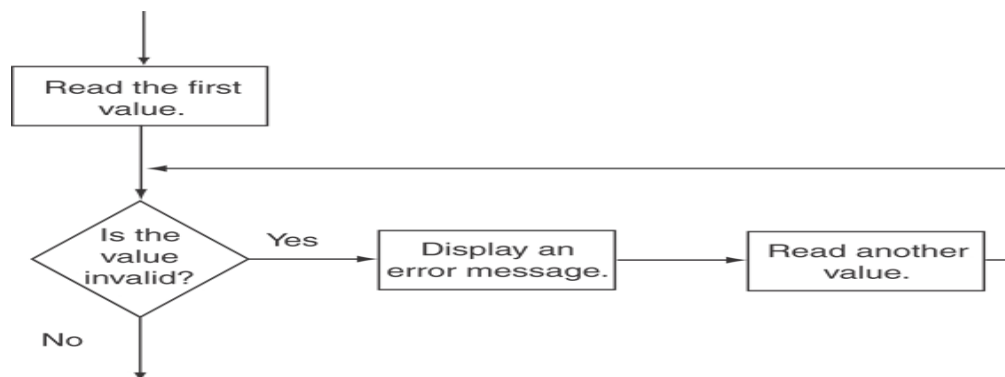 Read the first
value.
Is the
value
invalid?
Yes
Display an
error message.
Read another
value.
No